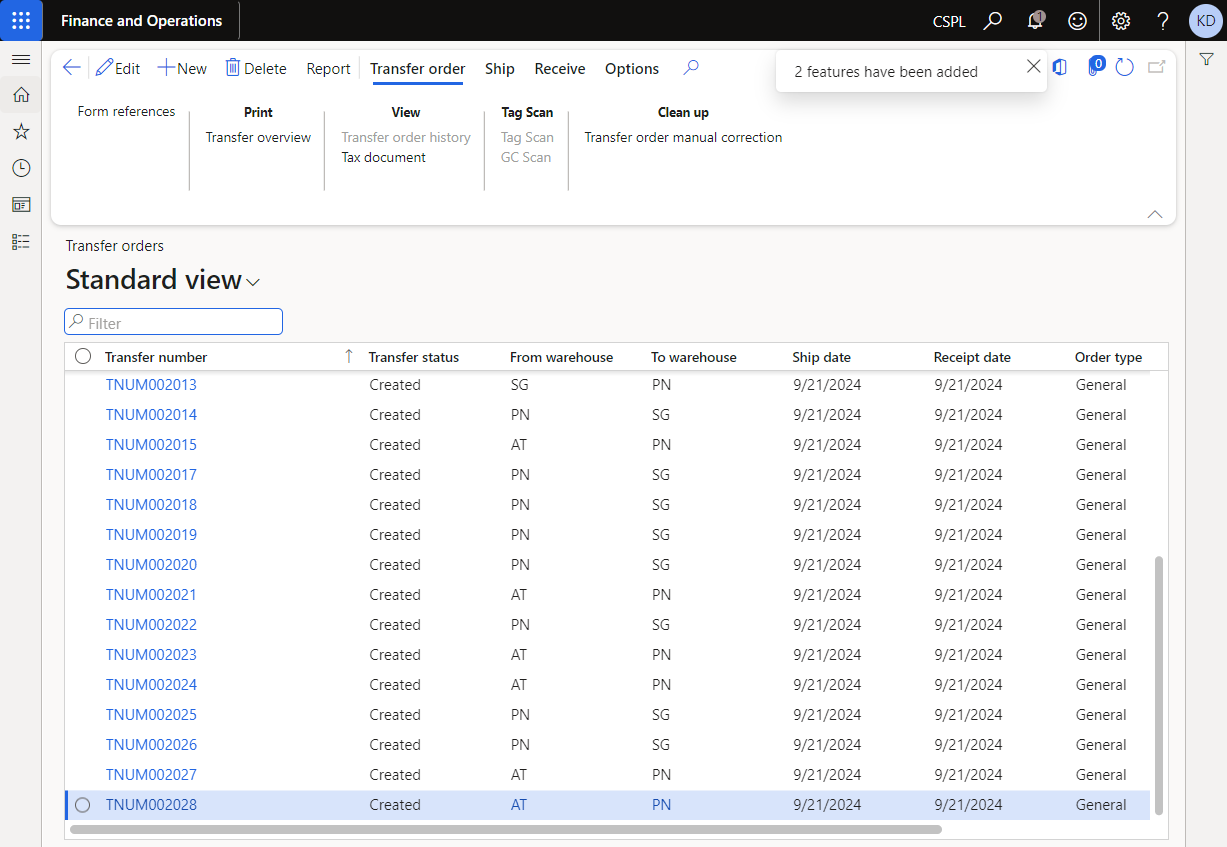 Finance and Operations CSPL 1 KD
Edit New Delete Report Transfer order Ship Receive Options 2 features have been added 0
Form references Print View Tag Scan Clean up
Transfer overview Transfer order history Tag Scan Transfer order manual correction
Tax document GC Scan
Transfer orders
Standard view
Filter
Transfer number Transfer status From warehouse To warehouse Ship date Receipt date Order type
TNUM002013 Created SG PN 9/21/2024 9/21/2024 General
TNUM002014 Created PN SG 9/21/2024 9/21/2024 General
TNUM002015 Created AT PN 9/21/2024 9/21/2024 General
TNUM002017 Created PN SG 9/21/2024 9/21/2024 General
TNUM002018 Created PN SG 9/21/2024 9/21/2024 General
TNUM002019 Created PN SG 9/21/2024 9/21/2024 General
TNUM002020 Created PN SG 9/21/2024 9/21/2024 General
TNUM002021 Created AT PN 9/21/2024 9/21/2024 General
TNUM002022 Created PN SG 9/21/2024 9/21/2024 General
TNUM002023 Created AT PN 9/21/2024 9/21/2024 General
TNUM002024 Created AT PN 9/21/2024 9/21/2024 General
TNUM002025 Created PN SG 9/21/2024 9/21/2024 General
TNUM002026 Created PN SG 9/21/2024 9/21/2024 General
TNUM002027 Created AT PN 9/21/2024 9/21/2024 General
TNUM002028 Created AT PN 9/21/2024 9/21/2024 General